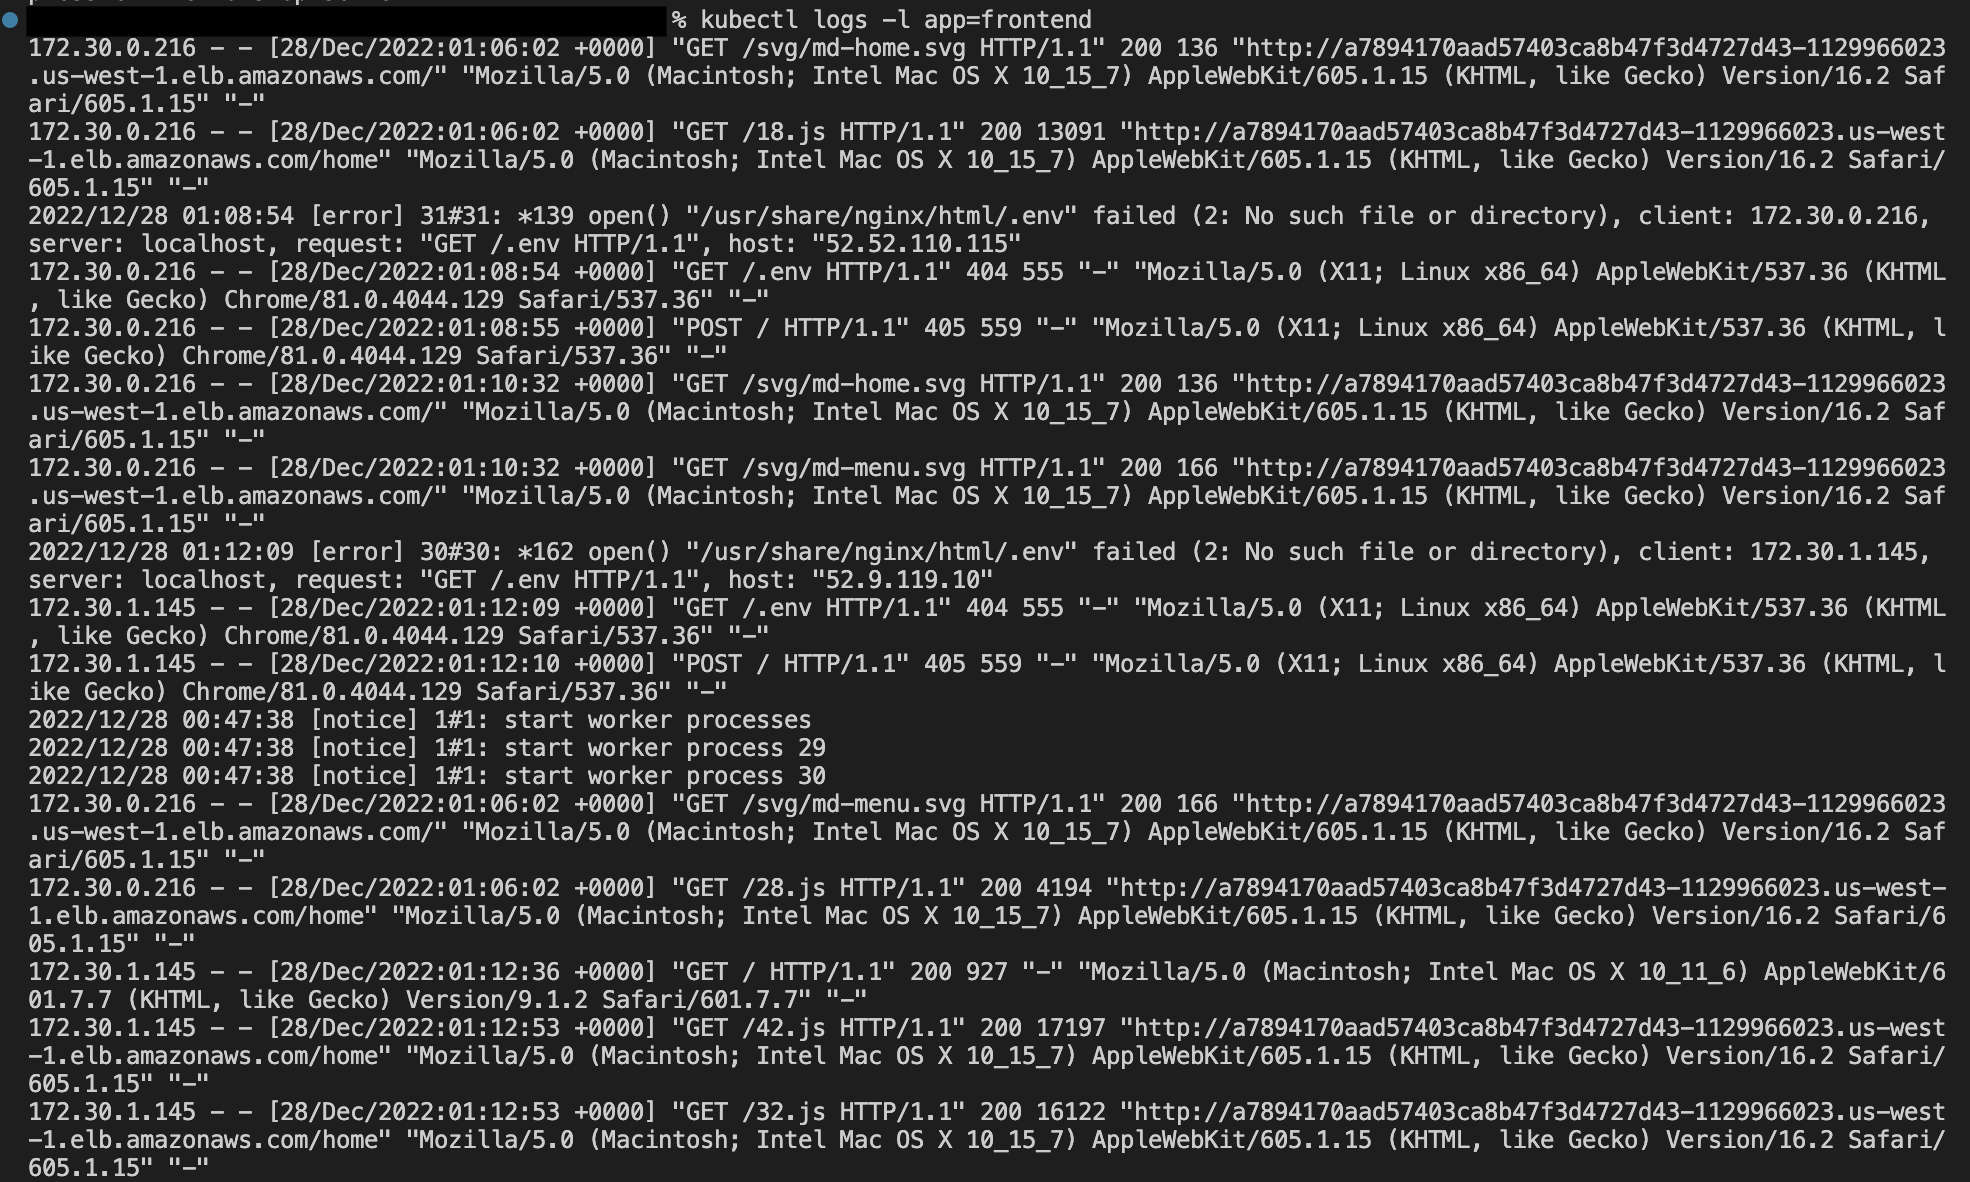 % kubectl logs -l app=frontend
172.30.0.216 - - [28/Dec/2022:01:06:02 +0000] "GET /svg/md-home.svg HTTP/1.1" 200 136 "http://a7894170aad57403ca8b47f3d4727d43-1129966023
.us-west-1.elb.amazonaws.com/" "Mozilla/5.0 (Macintosh; Intel Mac OS X 10_15_7) AppleWebKit/605.1.15 (KHTML, like Gecko) Version/16.2 Saf
ari/605.1.15" "-"
172.30.0.216 - - [28/Dec/2022:01:06:02 +0000] "GET /18.js HTTP/1.1" 200 13091 "http://a7894170aad57403ca8b47f3d4727d43-1129966023.us-west
-1.elb.amazonaws.com/home" "Mozilla/5.0 (Macintosh; Intel Mac OS X 10_15_7) AppleWebKit/605.1.15 (KHTML, like Gecko) Version/16.2 Safari/
605.1.15" "-"
2022/12/28 01:08:54 [error] 31#31: *139 open() "/usr/share/nginx/html/.env" failed (2: No such file or directory), client: 172.30.0.216,
server: localhost, request: "GET /.env HTTP/1.1", host: "52.52.110.115"
172.30.0.216 - - [28/Dec/2022:01:08:54 +0000] "GET /.env HTTP/1.1" 404 555 "-" "Mozilla/5.0 (X11; Linux x86_64) AppleWebKit/537.36 (KHTML
, like Gecko) Chrome/81.0.4044.129 Safari/537.36" "-"
172.30.0.216 - - [28/Dec/2022:01:08:55 +0000] "POST / HTTP/1.1" 405 559 "-" "Mozilla/5.0 (X11; Linux x86_64) AppleWebKit/537.36 (KHTML, l
ike Gecko) Chrome/81.0.4044.129 Safari/537.36" "-"
172.30.0.216 - - [28/Dec/2022:01:10:32 +0000] "GET /svg/md-home.svg HTTP/1.1" 200 136 "http://a7894170aad57403ca8b47f3d4727d43-1129966023
.us-west-1.elb.amazonaws.com/" "Mozilla/5.0 (Macintosh; Intel Mac OS X 10_15_7) AppleWebKit/605.1.15 (KHTML, like Gecko) Version/16.2 Saf
ari/605.1.15" "-"
172.30.0.216 - - [28/Dec/2022:01:10:32 +0000] "GET /svg/md-menu.svg HTTP/1.1" 200 166 "http://a7894170aad57403ca8b47f3d4727d43-1129966023
.us-west-1.elb.amazonaws.com/" "Mozilla/5.0 (Macintosh; Intel Mac OS X 10_15_7) AppleWebKit/605.1.15 (KHTML, like Gecko) Version/16.2 Saf
ari/605.1.15" "-"
2022/12/28 01:12:09 [error] 30#30: *162 open() "/usr/share/nginx/html/.env" failed (2: No such file or directory), client: 172.30.1.145,
server: localhost, request: "GET /.env HTTP/1.1", host: "52.9.119.10"
172.30.1.145 - - [28/Dec/2022:01:12:09 +0000] "GET /.env HTTP/1.1" 404 555 "-" "Mozilla/5.0 (X11; Linux x86_64) AppleWebKit/537.36 (KHTML
, like Gecko) Chrome/81.0.4044.129 Safari/537.36" "-"
172.30.1.145 - - [28/Dec/2022:01:12:10 +0000] "POST / HTTP/1.1" 405 559 "-" "Mozilla/5.0 (X11; Linux x86_64) AppleWebKit/537.36 (KHTML, l
ike Gecko) Chrome/81.0.4044.129 Safari/537.36" "-"
2022/12/28 00:47:38 [notice] 1#1: start worker processes
2022/12/28 00:47:38 [notice] 1#1: start worker process 29
2022/12/28 00:47:38 [notice] 1#1: start worker process 30
172.30.0.216 - - [28/Dec/2022:01:06:02 +0000] "GET /svg/md-menu.svg HTTP/1.1" 200 166 "http://a7894170aad57403ca8b47f3d4727d43-1129966023
.us-west-1.elb.amazonaws.com/" "Mozilla/5.0 (Macintosh; Intel Mac OS X 10_15_7) AppleWebKit/605.1.15 (KHTML, like Gecko) Version/16.2 Saf
ari/605.1.15" "-"
172.30.0.216 - - [28/Dec/2022:01:06:02 +0000] "GET /28.js HTTP/1.1" 200 4194 "http://a7894170aad57403ca8b47f3d4727d43-1129966023.us-west-
1.elb.amazonaws.com/home" "Mozilla/5.0 (Macintosh; Intel Mac OS X 10_15_7) AppleWebKit/605.1.15 (KHTML, like Gecko) Version/16.2 Safari/6
05.1.15" "-"
172.30.1.145 - - [28/Dec/2022:01:12:36 +0000] "GET / HTTP/1.1" 200 927 "-" "Mozilla/5.0 (Macintosh; Intel Mac OS X 10_11_6) AppleWebKit/6
01.7.7 (KHTML, like Gecko) Version/9.1.2 Safari/601.7.7" "-"
172.30.1.145 - - [28/Dec/2022:01:12:53 +0000] "GET /42.js HTTP/1.1" 200 17197 "http://a7894170aad57403ca8b47f3d4727d43-1129966023.us-west
-1.elb.amazonaws.com/home" "Mozilla/5.0 (Macintosh; Intel Mac OS X 10_15_7) AppleWebKit/605.1.15 (KHTML, like Gecko) Version/16.2 Safari/
605.1.15" "-"
172.30.1.145 - - [28/Dec/2022:01:12:53 +0000] "GET /32.js HTTP/1.1" 200 16122 "http://a7894170aad57403ca8b47f3d4727d43-1129966023.us-west
-1.elb.amazonaws.com/home" "Mozilla/5.0 (Macintosh; Intel Mac OS X 10_15_7) AppleWebKit/605.1.15 (KHTML, like Gecko) Version/16.2 Safari/
605.1.15" "-"